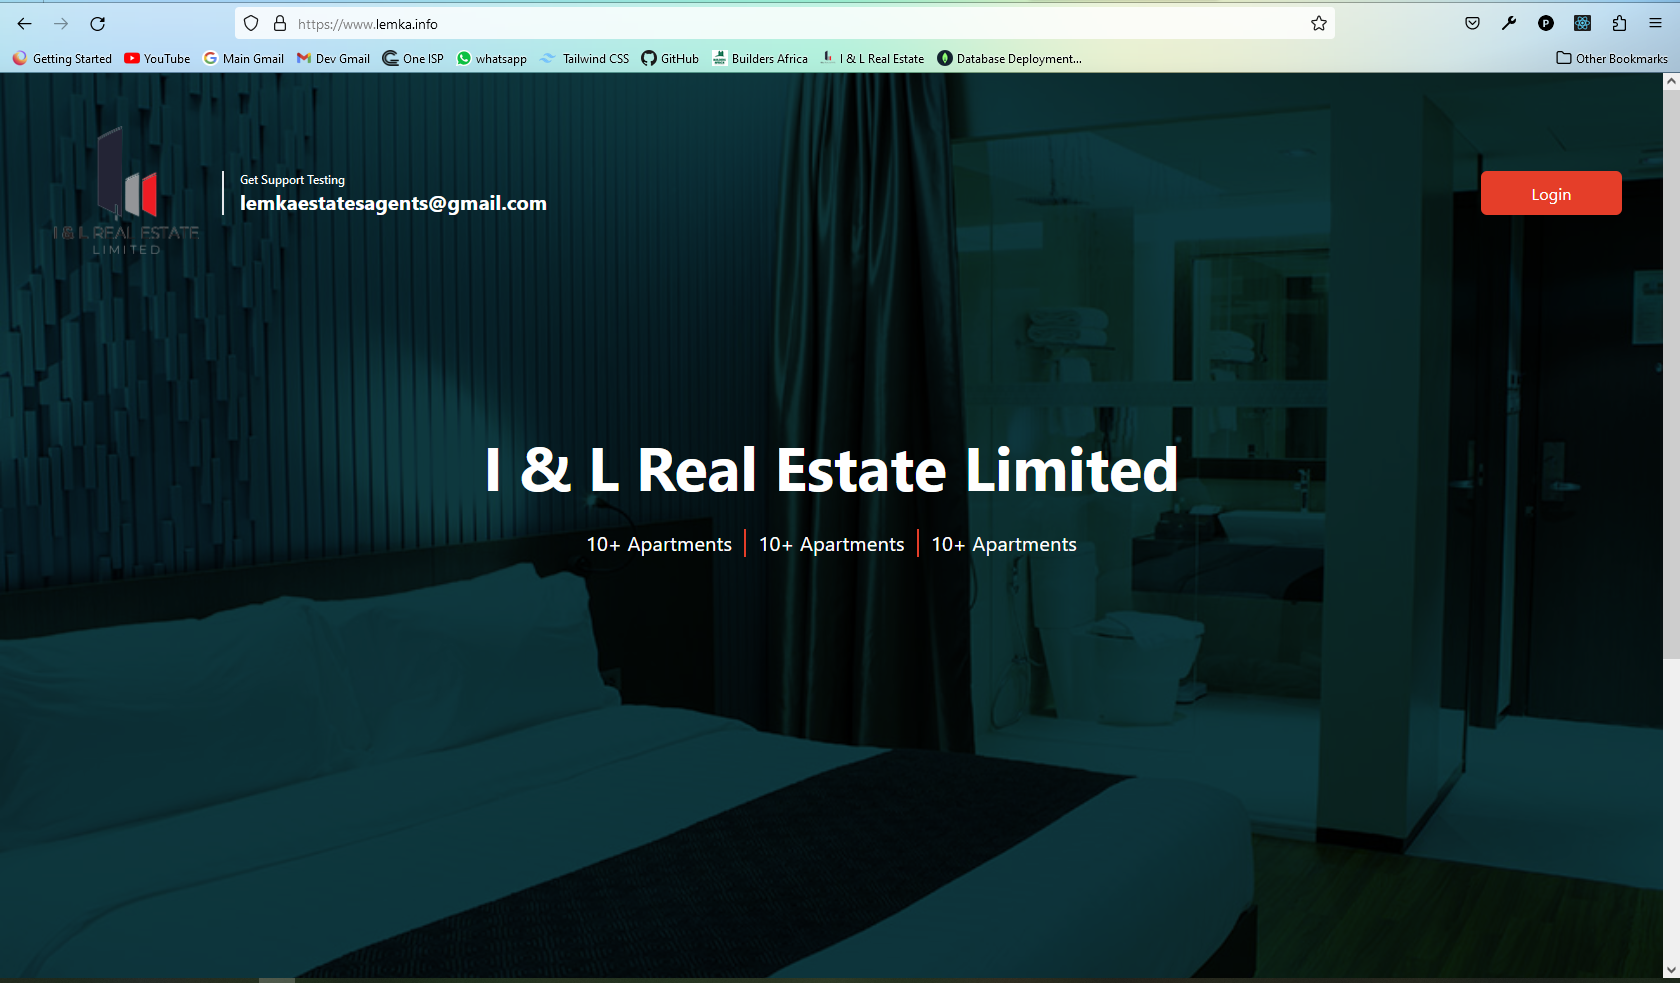 https://www.lemka.info
Getting Started YouTube Main Gmail Dev Gmail One ISP whatsapp Tailwind CSS GitHub Builders Africa I & L Real Estate Database Deployment... Other Bookmarks
I & L REAL ESTATE
LIMITED
Get Support Testing
lemkaestatesagents@gmail.com
Login
I & L Real Estate Limited
10+ Apartments 10+ Apartments 10+ Apartments